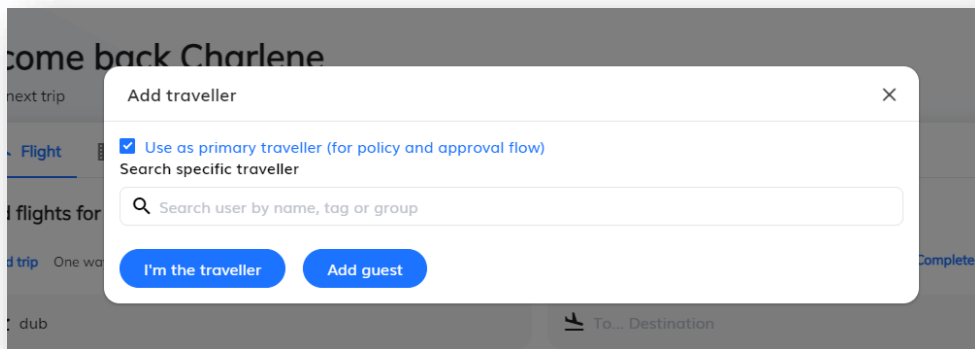 come back Charlene
next trip
Add traveller
Flight
Use as primary traveller (for policy and approval flow)
Search specific traveller
flights for
Search user by name, tag or group
d trip One wa
I'm the traveller
Add guest
Complete
dub
To... Destination